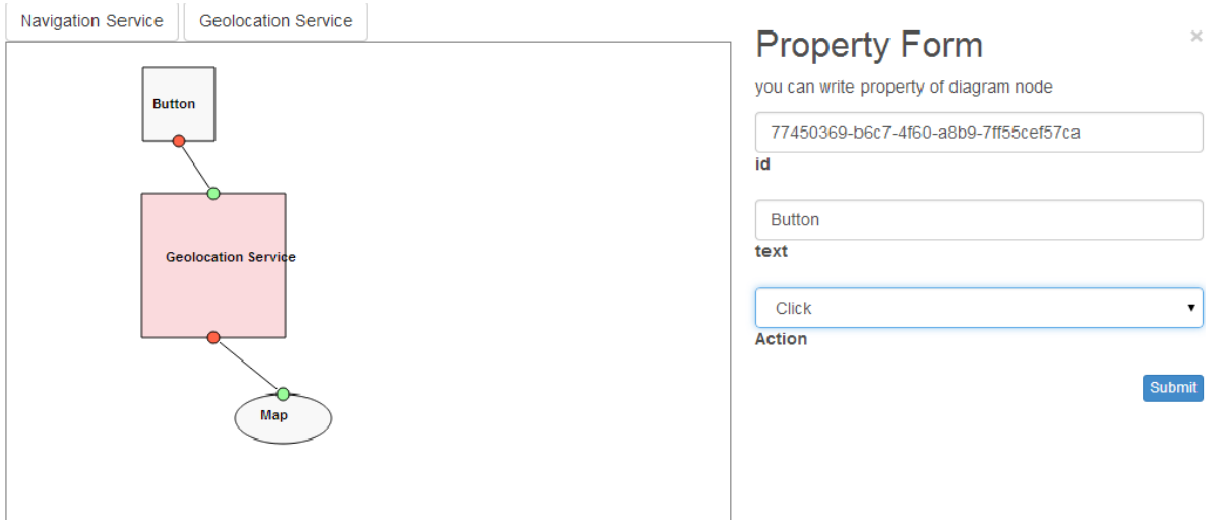 Navigation Service
Geolocation Service
Button
Geolocation Service
Map
Property Form
×
you can write property of diagram node
77450369-b6c7-4f60-a8b9-7ff55cef57ca
id
Button
text
Click
Action
Submit